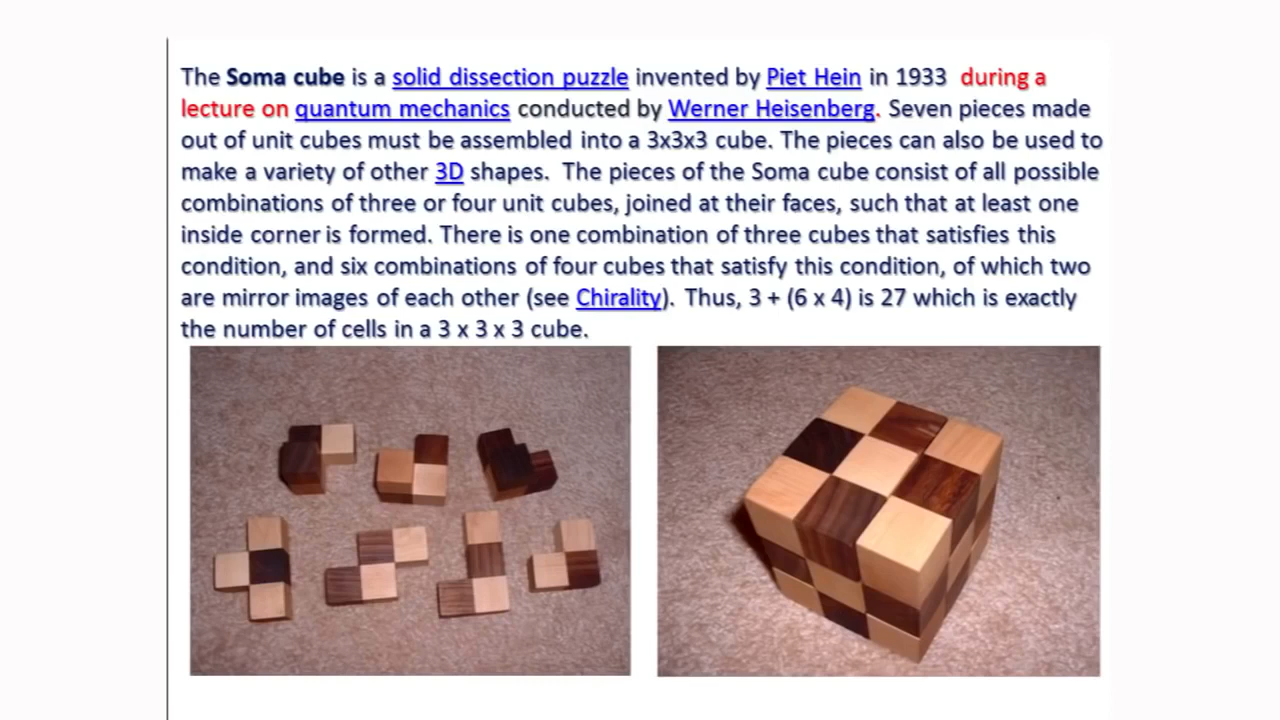 The Soma cube is a solid dissection puzzle invented by Piet Hein in 1933 during a
lecture on quantum mechanics conducted by Werner Heisenberg. Seven pieces made
out of unit cubes must be assembled into a 3x3x3 cube. The pieces can also be used to
make a variety of other 3D shapes. The pieces of the Soma cube consist of all possible
combinations of three or four unit cubes, joined at their faces, such that at least one
inside corner is formed. There is one combination of three cubes that satisfies this
condition, and six combinations of four cubes that satisfy this condition, of which two
are mirror images of each other (see Chirality). Thus, 3 + (6 x 4) is 27 which is exactly
the number of cells in a 3 x 3 x 3 cube.